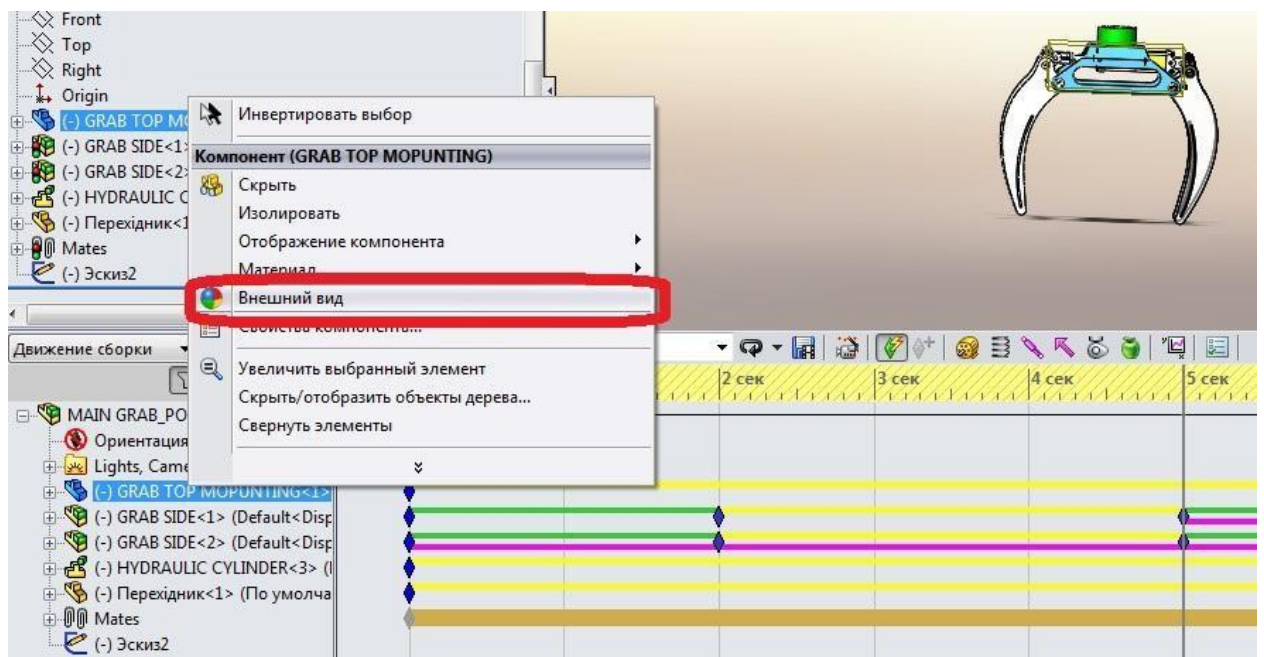 Front
Top
Right
Origin
(-) GRAB TOP MO
(-) GRAB SIDE<1>
(-) GRAB SIDE<2>
(-) HYDRAULIC C
(-) Перехідник<1
Mates
(-) Эскиз2
Инвертировать выбор
Компонент (GRAB TOP MOPUNTING)
Скрыть
Изолировать
Отображение компонента
Материал
Внешний вид
Свойства компонента...
Увеличить выбранный элемент
Скрыть/отобразить объекты дерева...
Свернуть элементы
Движение сборки
2 сек 3 сек 4 сек 5 сек
MAIN GRAB_PO
Ориентация
Lights, Came
(-) GRAB TOP MOPUNTING<1>
(-) GRAB SIDE<1> (Default<Disp
(-) GRAB SIDE<2> (Default<Disp
(-) HYDRAULIC CYLINDER<3> (
(-) Перехідник<1> (По умолча
Mates
(-) Эскиз2